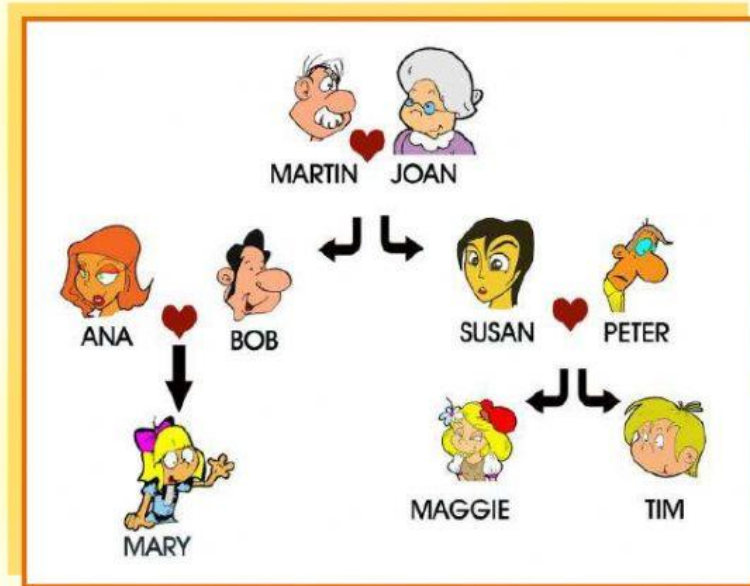 MARTIN JOAN
ANA BOB SUSAN PETER
MAGGIE TIM
MARY